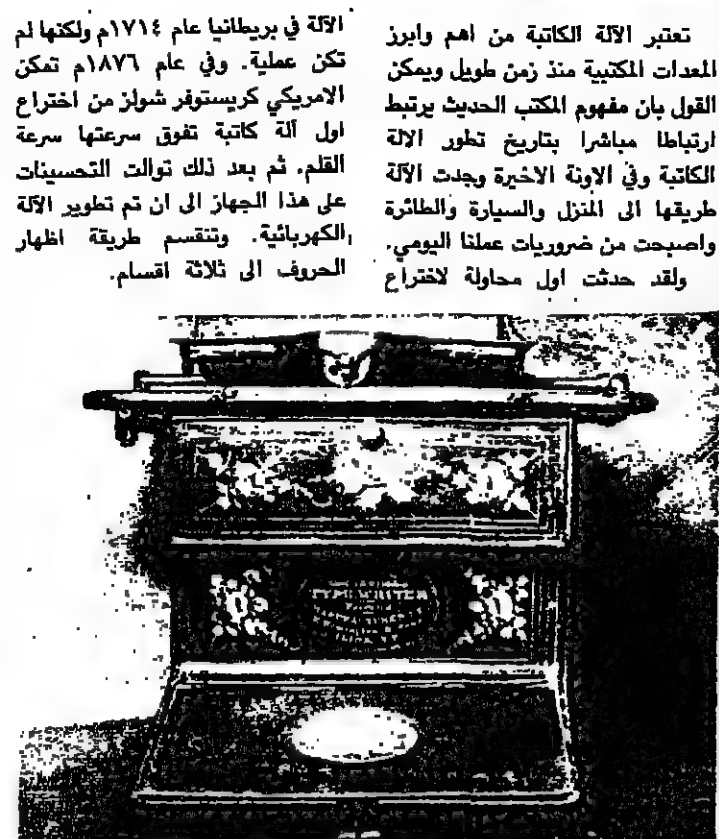 تعتبر الآلة الكاتبة من اهم وابرز
المعدات المكتبية منذ زمن طويل ويمكن
القول بان مفهوم المكتب الحديث يرتبط
ارتباطا مباشرا بتاريخ تطور الالة
الكاتبة وفي الاونة الاخيرة وجدت الآلة
طريقها الى المنزل والسيارة والطائرة
واصبحت من ضروريات عملنا اليومي.
ولقد حدثت اول محاولة لاختراع
الآلة في بريطانيا عام ١٧١٤م ولكنها لم
تكن عملية. وفي عام ١٨٧٦م تمكن
الامريكي كريستوفر شولز من اختراع
اول آلة كاتبة تفوق سرعتها سرعة
القلم. ثم بعد ذلك توالت التحسينات
على هذا الجهاز الى ان تم تطوير الآلة
الكهربائية. وتنقسم طريقة اظهار
الحروف الى ثلاثة اقسام.
TYPE WRITER